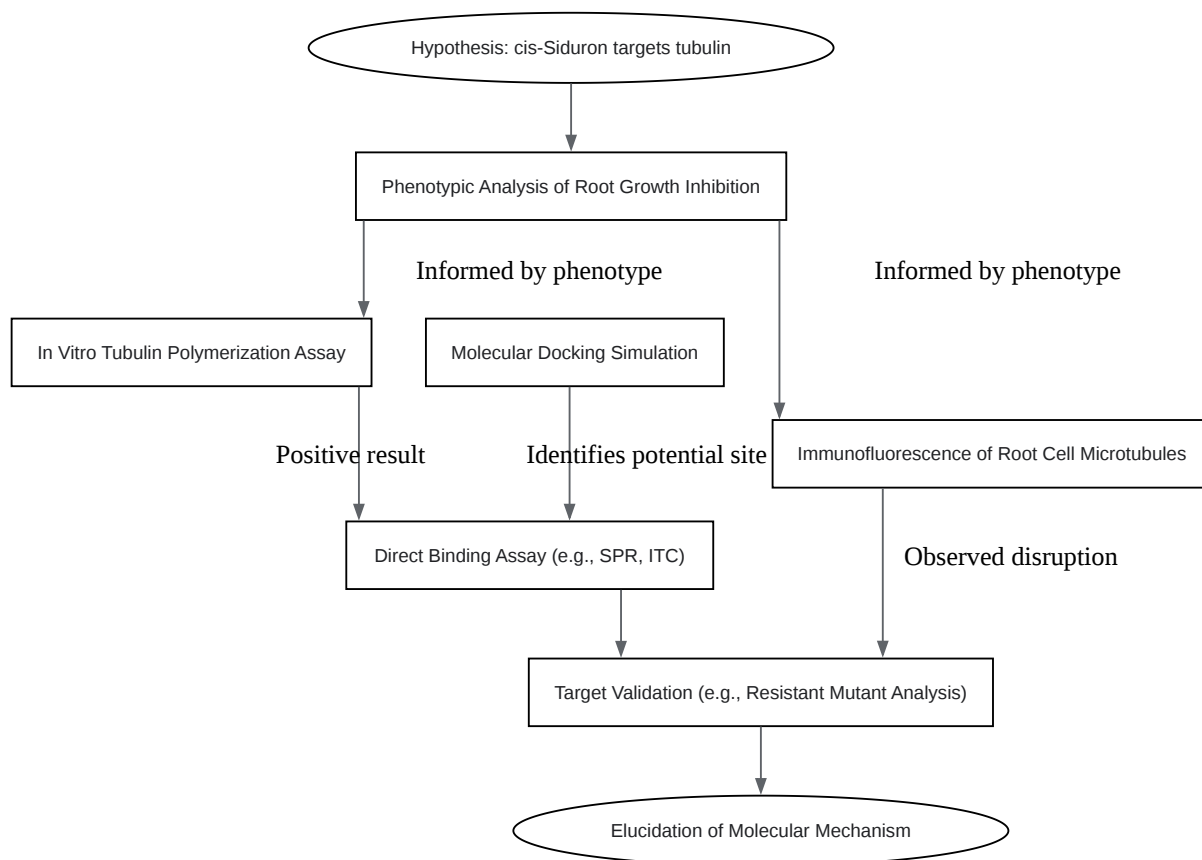 Hypothesis: cis-Siduron targets tubulin
Phenotypic Analysis of Root Growth Inhibition
Informed by phenotype
Informed by phenotype
In Vitro Tubulin Polymerization Assay
Molecular Docking Simulation
Positive result
Identifies potential site
Immunofluorescence of Root Cell Microtubules
Direct Binding Assay (e.g., SPR, ITC)
Observed disruption
Target Validation (e.g., Resistant Mutant Analysis)
Elucidation of Molecular Mechanism